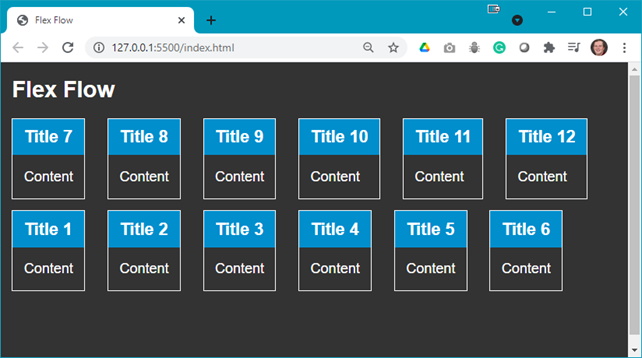 Flex Flow
127.0.0.1:5500/index.html
Flex Flow
Title 7 Title 8 Title 9 Title 10 Title 11 Title 12
Content Content Content Content Content Content
Title 1 Title 2 Title 3 Title 4 Title 5 Title 6
Content Content Content Content Content Content